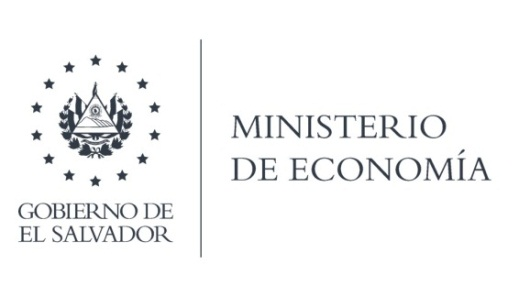 GOBIERNO DE
EL SALVADOR
MINISTERIO
DE ECONOMÍA